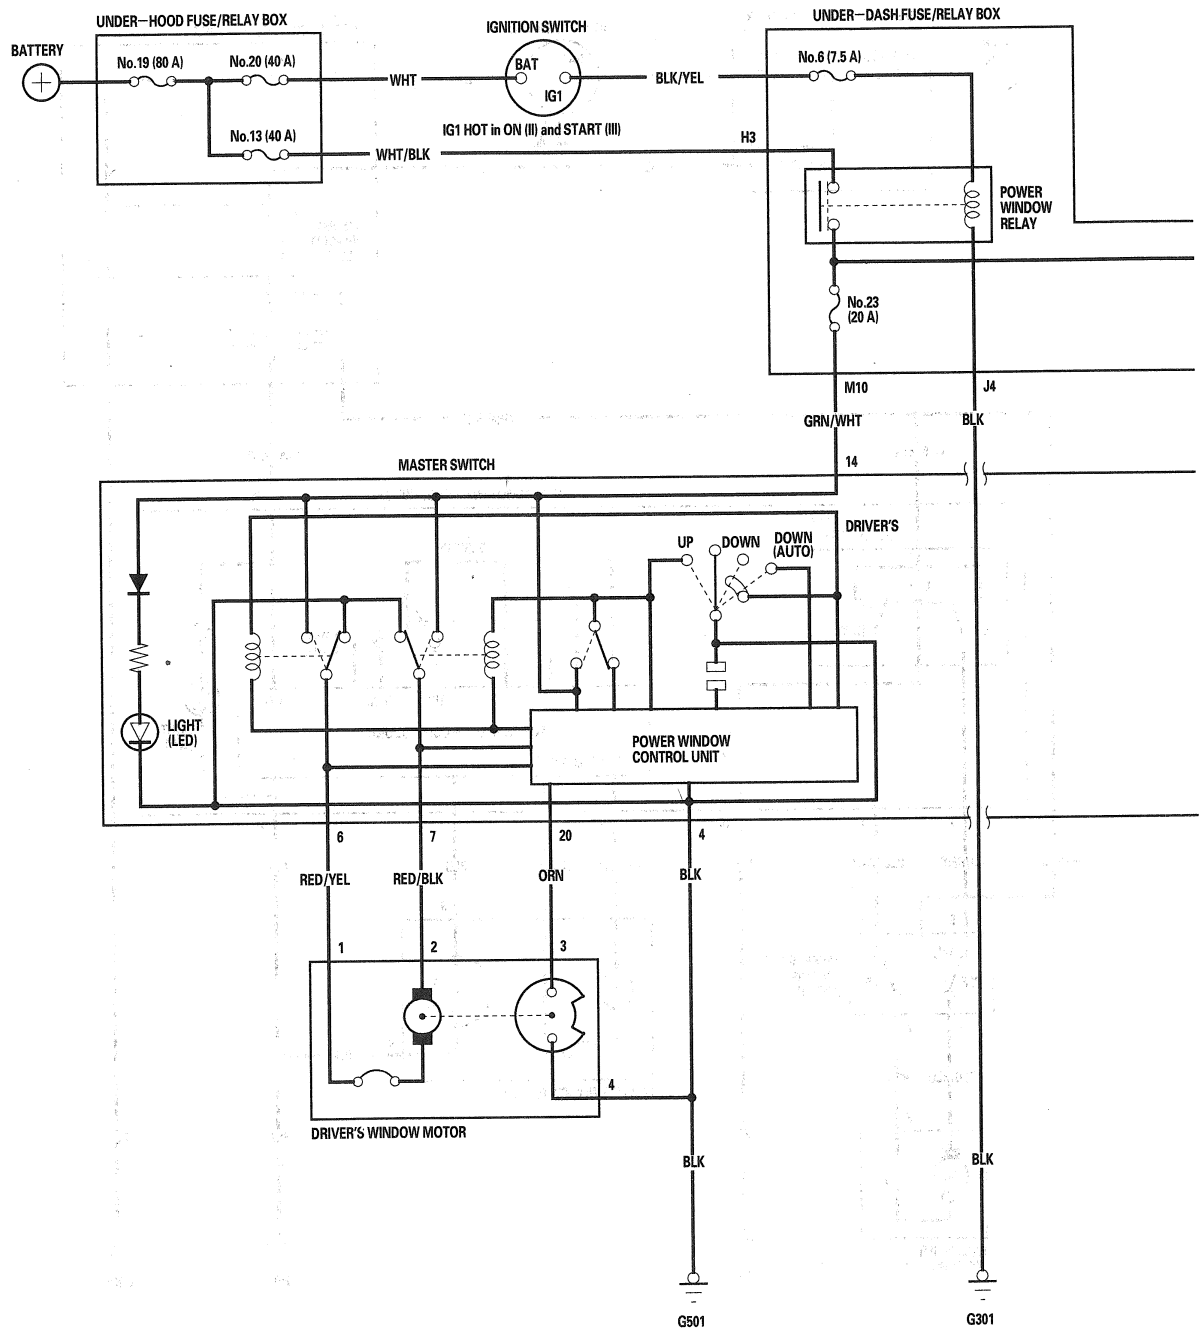 UNDER-HOOD FUSE/RELAY BOX
IGNITION SWITCH
UNDER-DASH FUSE/RELAY BOX
BATTERY
No.19 (80 A)
No.20 (40 A)
BAT
No.6 (7.5 A)
WHT
BLK/YEL
IG1
No.13 (40 A)
IG1 HOT in ON (II) and START (III)
H3
WHT/BLK
POWER
WINDOW
RELAY
No.23
(20 A)
M10
J4
GRN/WHT
BLK
MASTER SWITCH
14
DRIVER'S
UP
DOWN
DOWN
(AUTO)
LIGHT
(LED)
POWER WINDOW
CONTROL UNIT
6
7
20
4
RED/YEL
RED/BLK
ORN
BLK
1
2
3
4
DRIVER'S WINDOW MOTOR
BLK
BLK
G501
G301